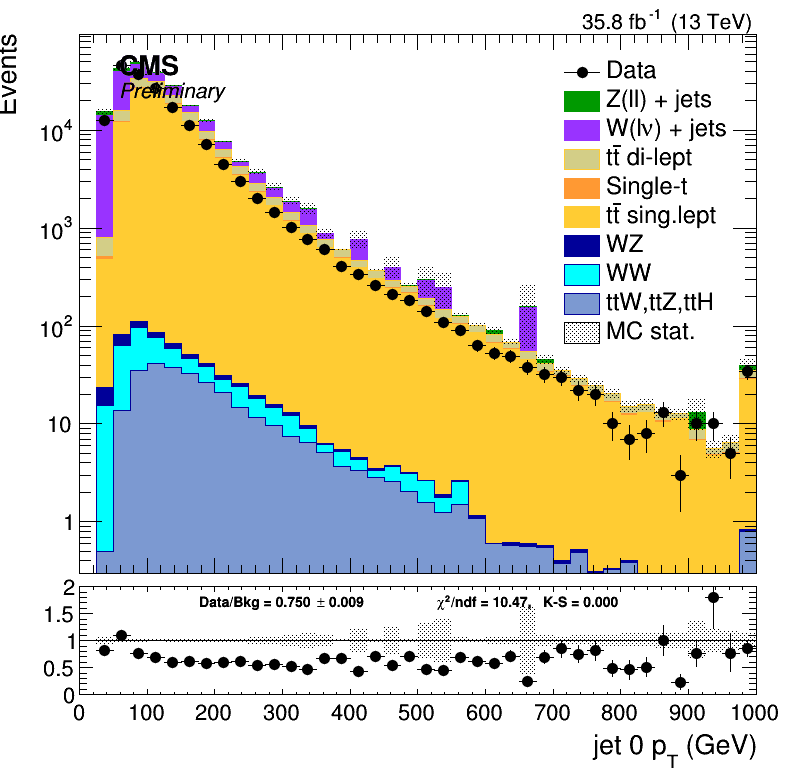 35.8 fb⁻¹ (13 TeV)
Events
CMS
Preliminary
Data
Z(ll) + jets
W(lν) + jets
tt̄ di-lept
Single-t
tt̄ sing.lept
WZ
WW
ttW,ttZ,ttH
MC stat.
10⁴
10³
10²
10
1
Data/Bkg = 0.750 ± 0.009 χ²/ndf = 10.47, K-S = 0.000
2
1.5
1
0.5
0
0 100 200 300 400 500 600 700 800 900 1000
jet 0 p_T (GeV)